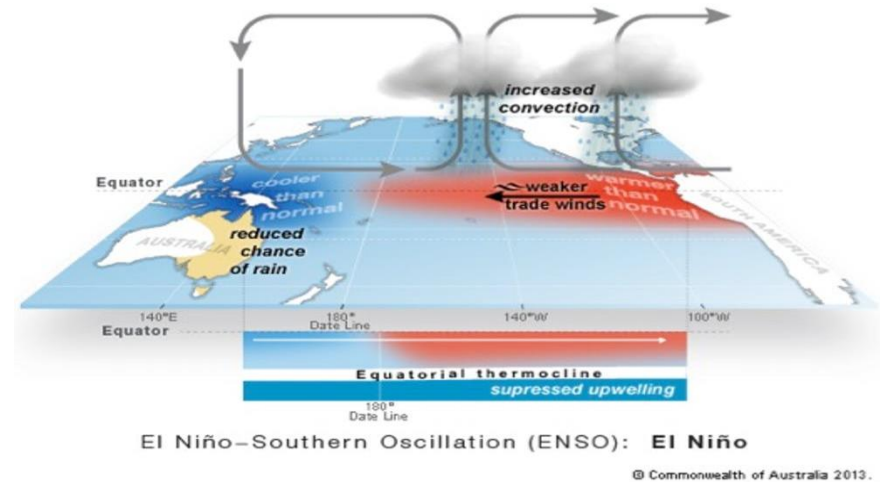 increased
convection
Equator
cooler
than
normal
weaker
trade winds
warmer
than
normal
AUSTRALIA
reduced
chance
of rain
SOUTH AMERICA
140°E
180°
Date Line
140°W
100°W
Equator
Equatorial thermocline
supressed upwelling
180°
Date Line
El Niño–Southern Oscillation (ENSO): El Niño
© Commonwealth of Australia 2013.